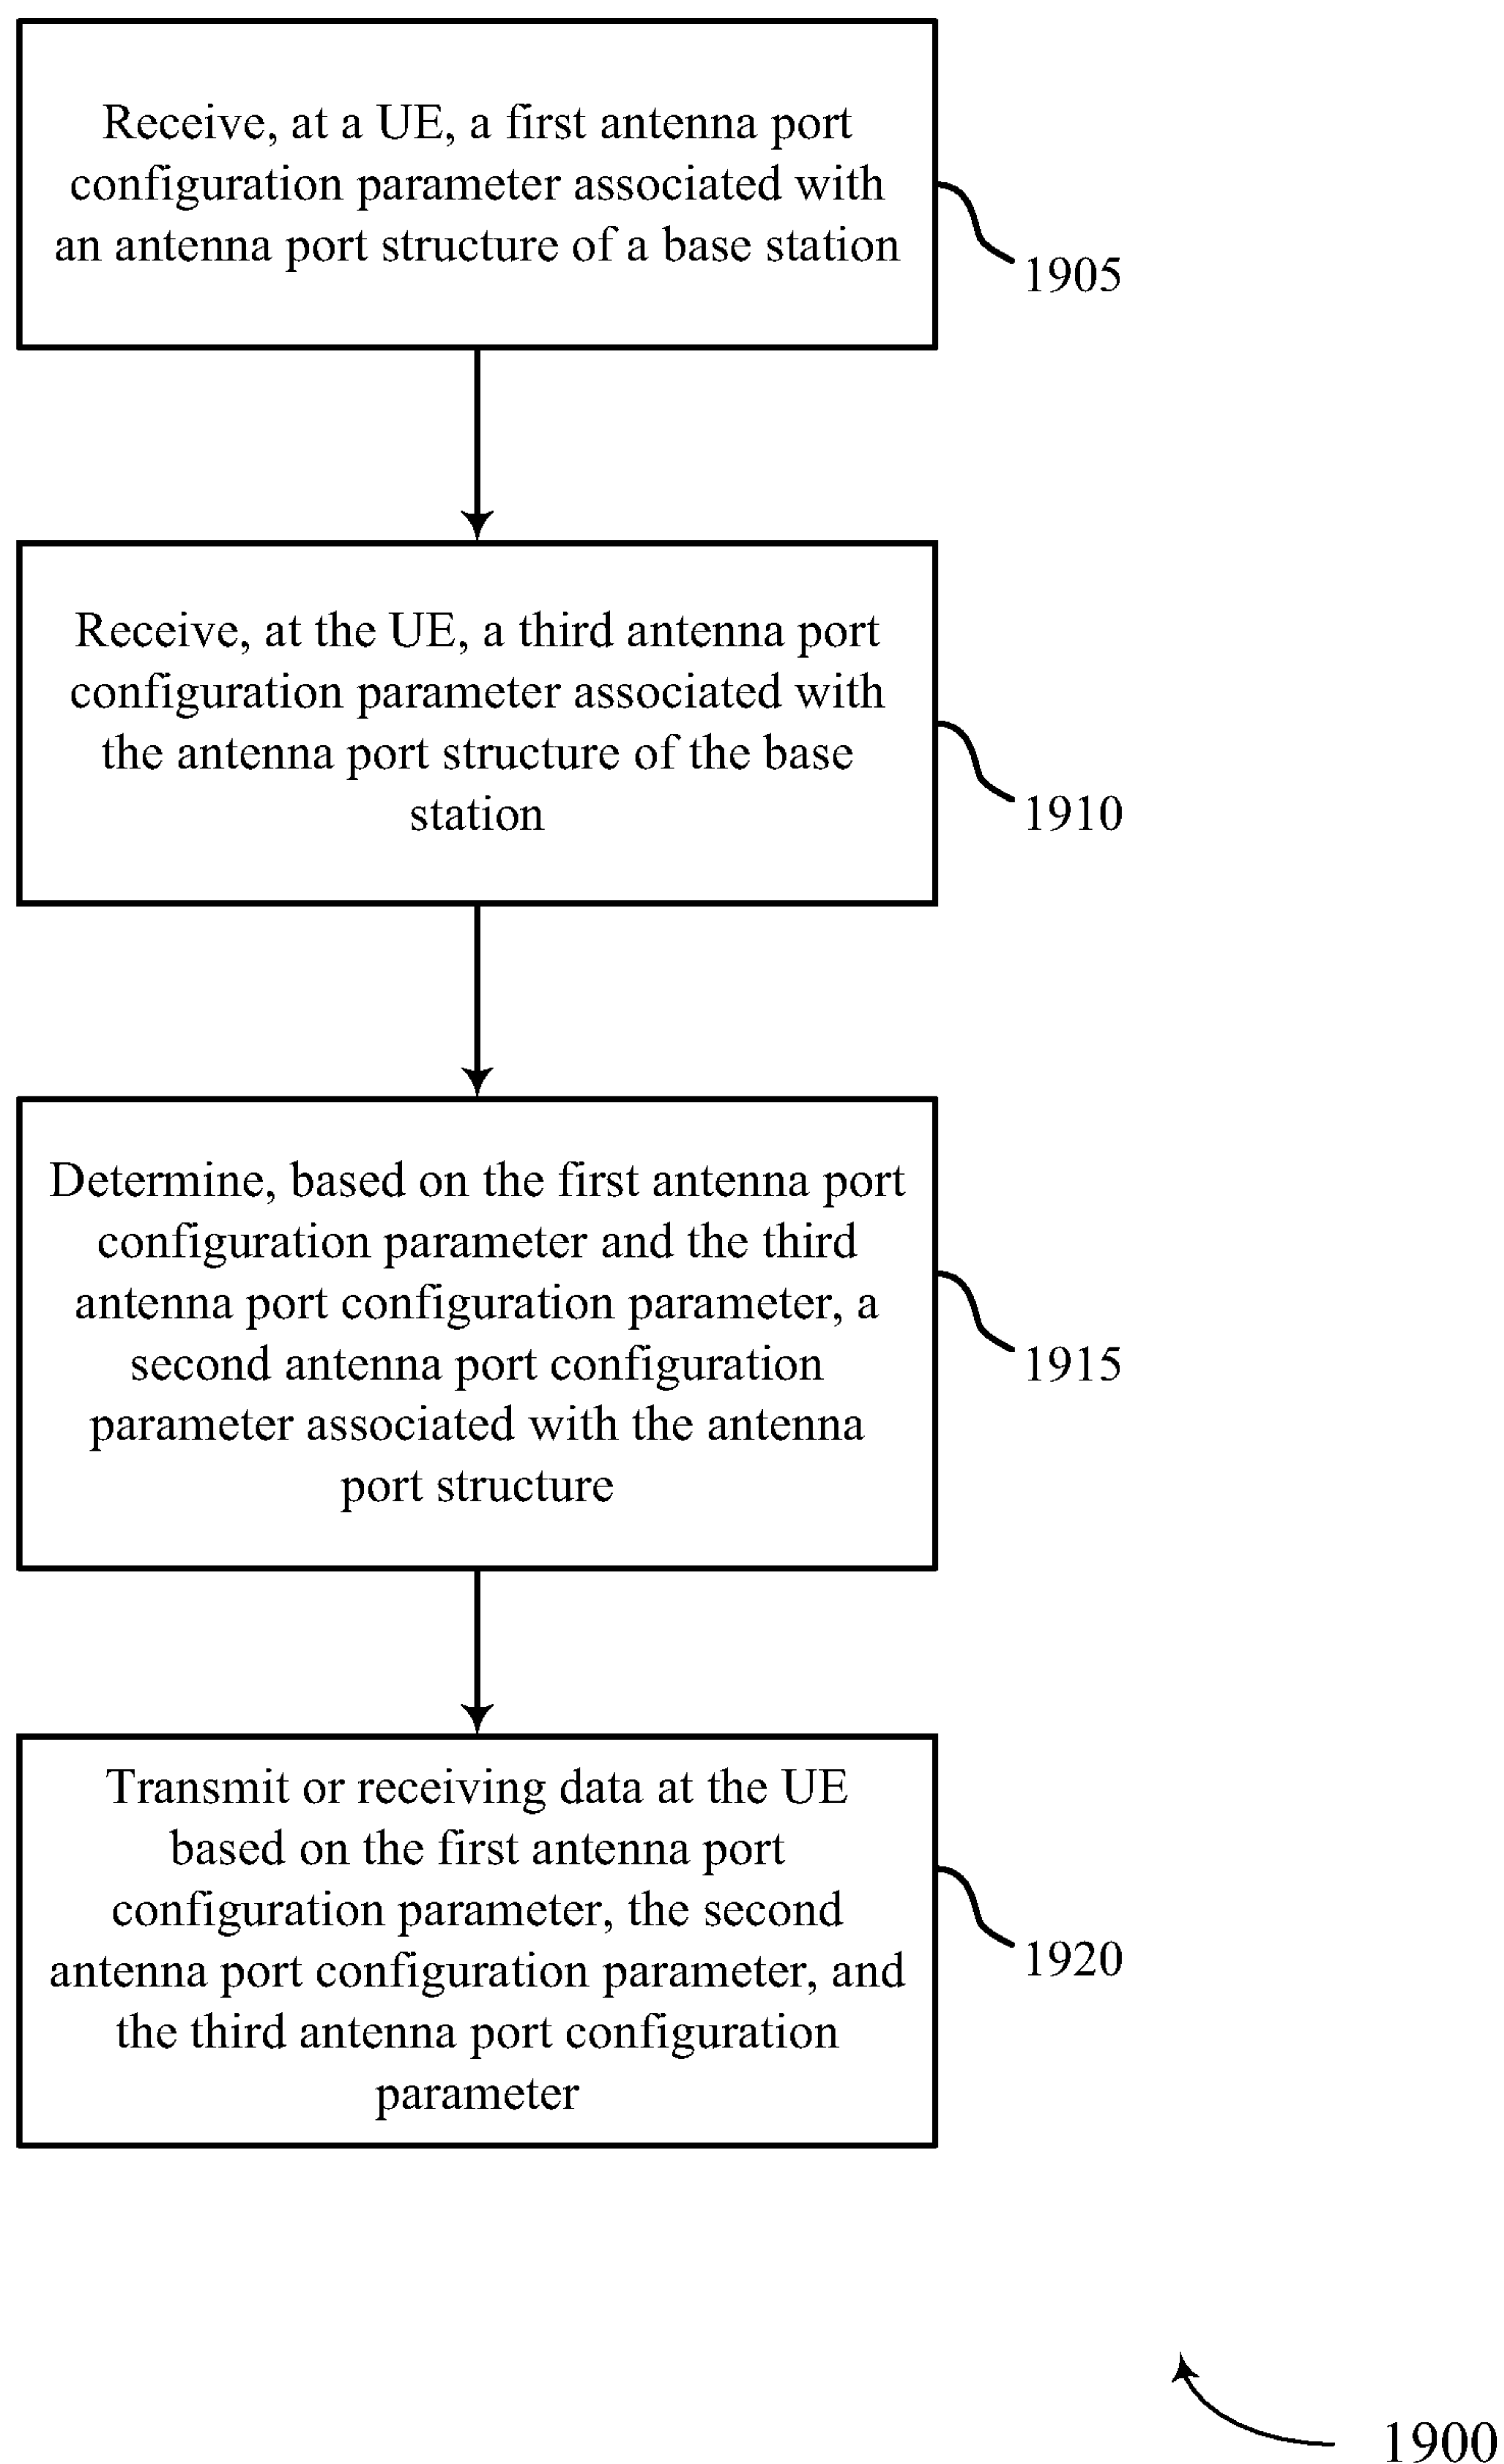 Receive, at a UE, a first antenna port
configuration parameter associated with
an antenna port structure of a base station
1905
Receive, at the UE, a third antenna port
configuration parameter associated with
the antenna port structure of the base
station
1910
Determine, based on the first antenna port
configuration parameter and the third
antenna port configuration parameter, a
second antenna port configuration
parameter associated with the antenna
port structure
1915
Transmit or receiving data at the UE
based on the first antenna port
configuration parameter, the second
antenna port configuration parameter, and
the third antenna port configuration
parameter
1920
1900